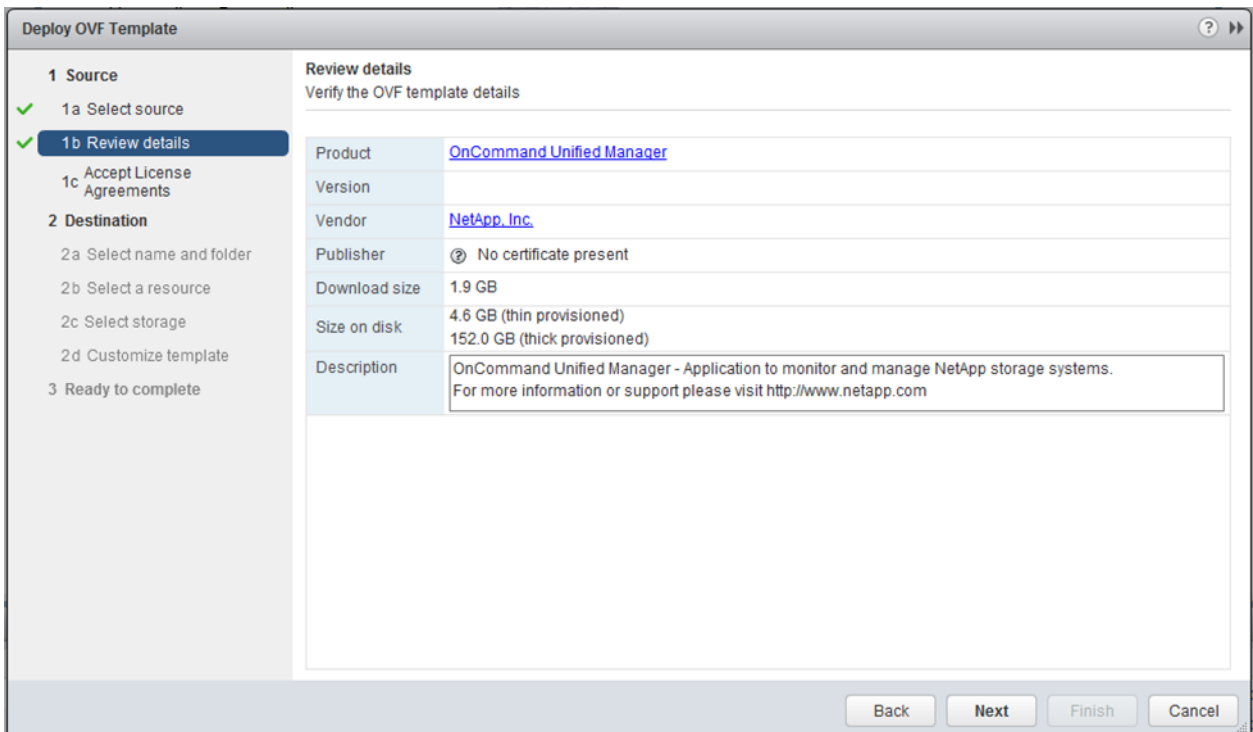 Deploy OVF Template
1 Source
1a Select source
1b Review details
1c Accept License
Agreements
2 Destination
2a Select name and folder
2b Select a resource
2c Select storage
2d Customize template
3 Ready to complete
Review details
Verify the OVF template details
Product OnCommand Unified Manager
Version
Vendor NetApp, Inc.
Publisher ? No certificate present
Download size 1.9 GB
Size on disk 4.6 GB (thin provisioned)
152.0 GB (thick provisioned)
Description OnCommand Unified Manager - Application to monitor and manage NetApp storage systems.
For more information or support please visit http://www.netapp.com
Back Next Finish Cancel